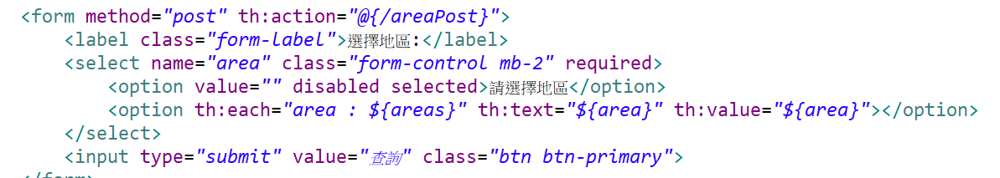 <form method="post" th:action="@{/areaPost}">
<label class="form-label">選擇地區:</label>
<select name="area" class="form-control mb-2" required>
<option value="" disabled selected>請選擇地區</option>
<option th:each="area : ${areas}" th:text="${area}" th:value="${area}"></option>
</select>
<input type="submit" value="查詢" class="btn btn-primary">
</form>